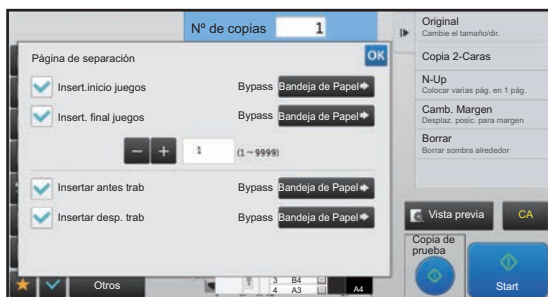 Nº de copias 1
Página de separación OK
Insert.inicio juegos Bypass Bandeja de Papel
Insert. final juegos Bypass Bandeja de Papel
− + 1 (1~9999)
Insertar antes trab Bypass Bandeja de Papel
Insertar desp. trab Bypass Bandeja de Papel
Otros
3 B4
4 A3
A4
Original
Cambie el tamaño/dir.
Copia 2-Caras
N-Up
Colocar varias pág. en 1 pág.
Camb. Margen
Desplaz. posic. para margen
Borrar
Borrar sombra alrededor
Vista previa CA
Copia de
prueba
Start